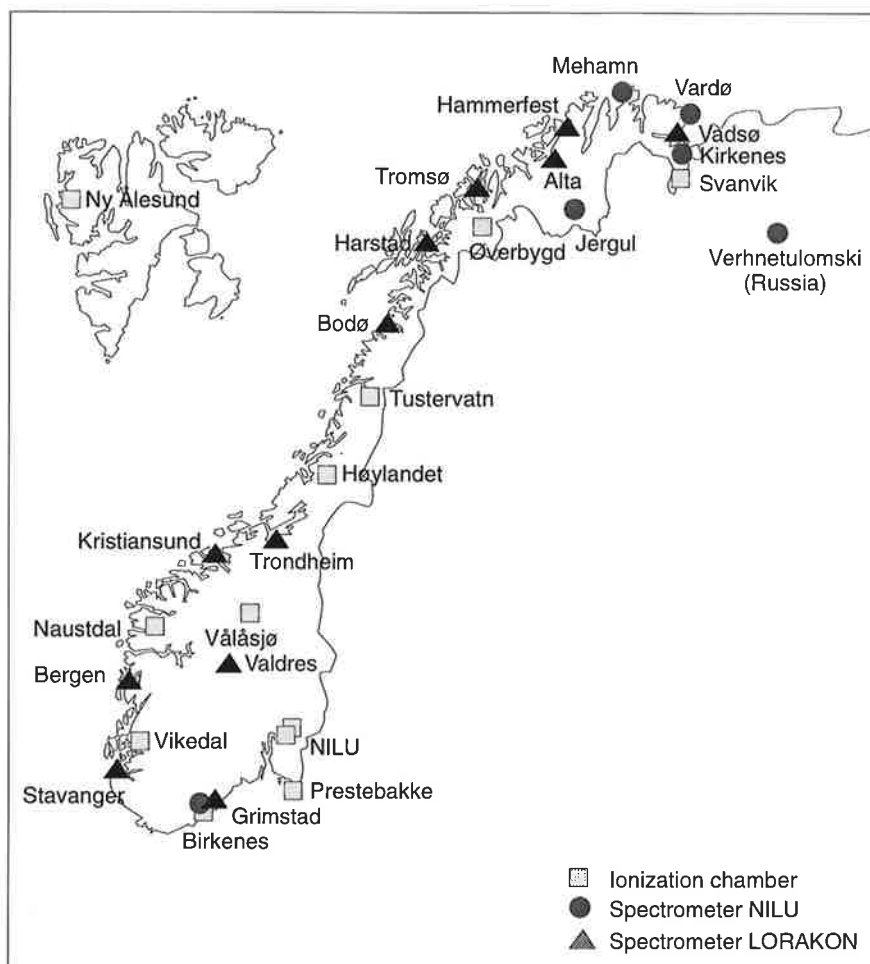 Mehamn
Vardø
Hammerfest
Vadsø
Kirkenes
Tromsø
Alta
Svanvik
Ny Ålesund
Harstad
Øverbygd
Jergul
Verhnetulomski
(Russia)
Bodø
Tustervatn
Høylandet
Kristiansund
Trondheim
Naustdal
Vålåsjø
Valdres
Bergen
Vikedal
NILU
Stavanger
Prestebakke
Grimstad
Birkenes
Ionization chamber
Spectrometer NILU
Spectrometer LORAKON